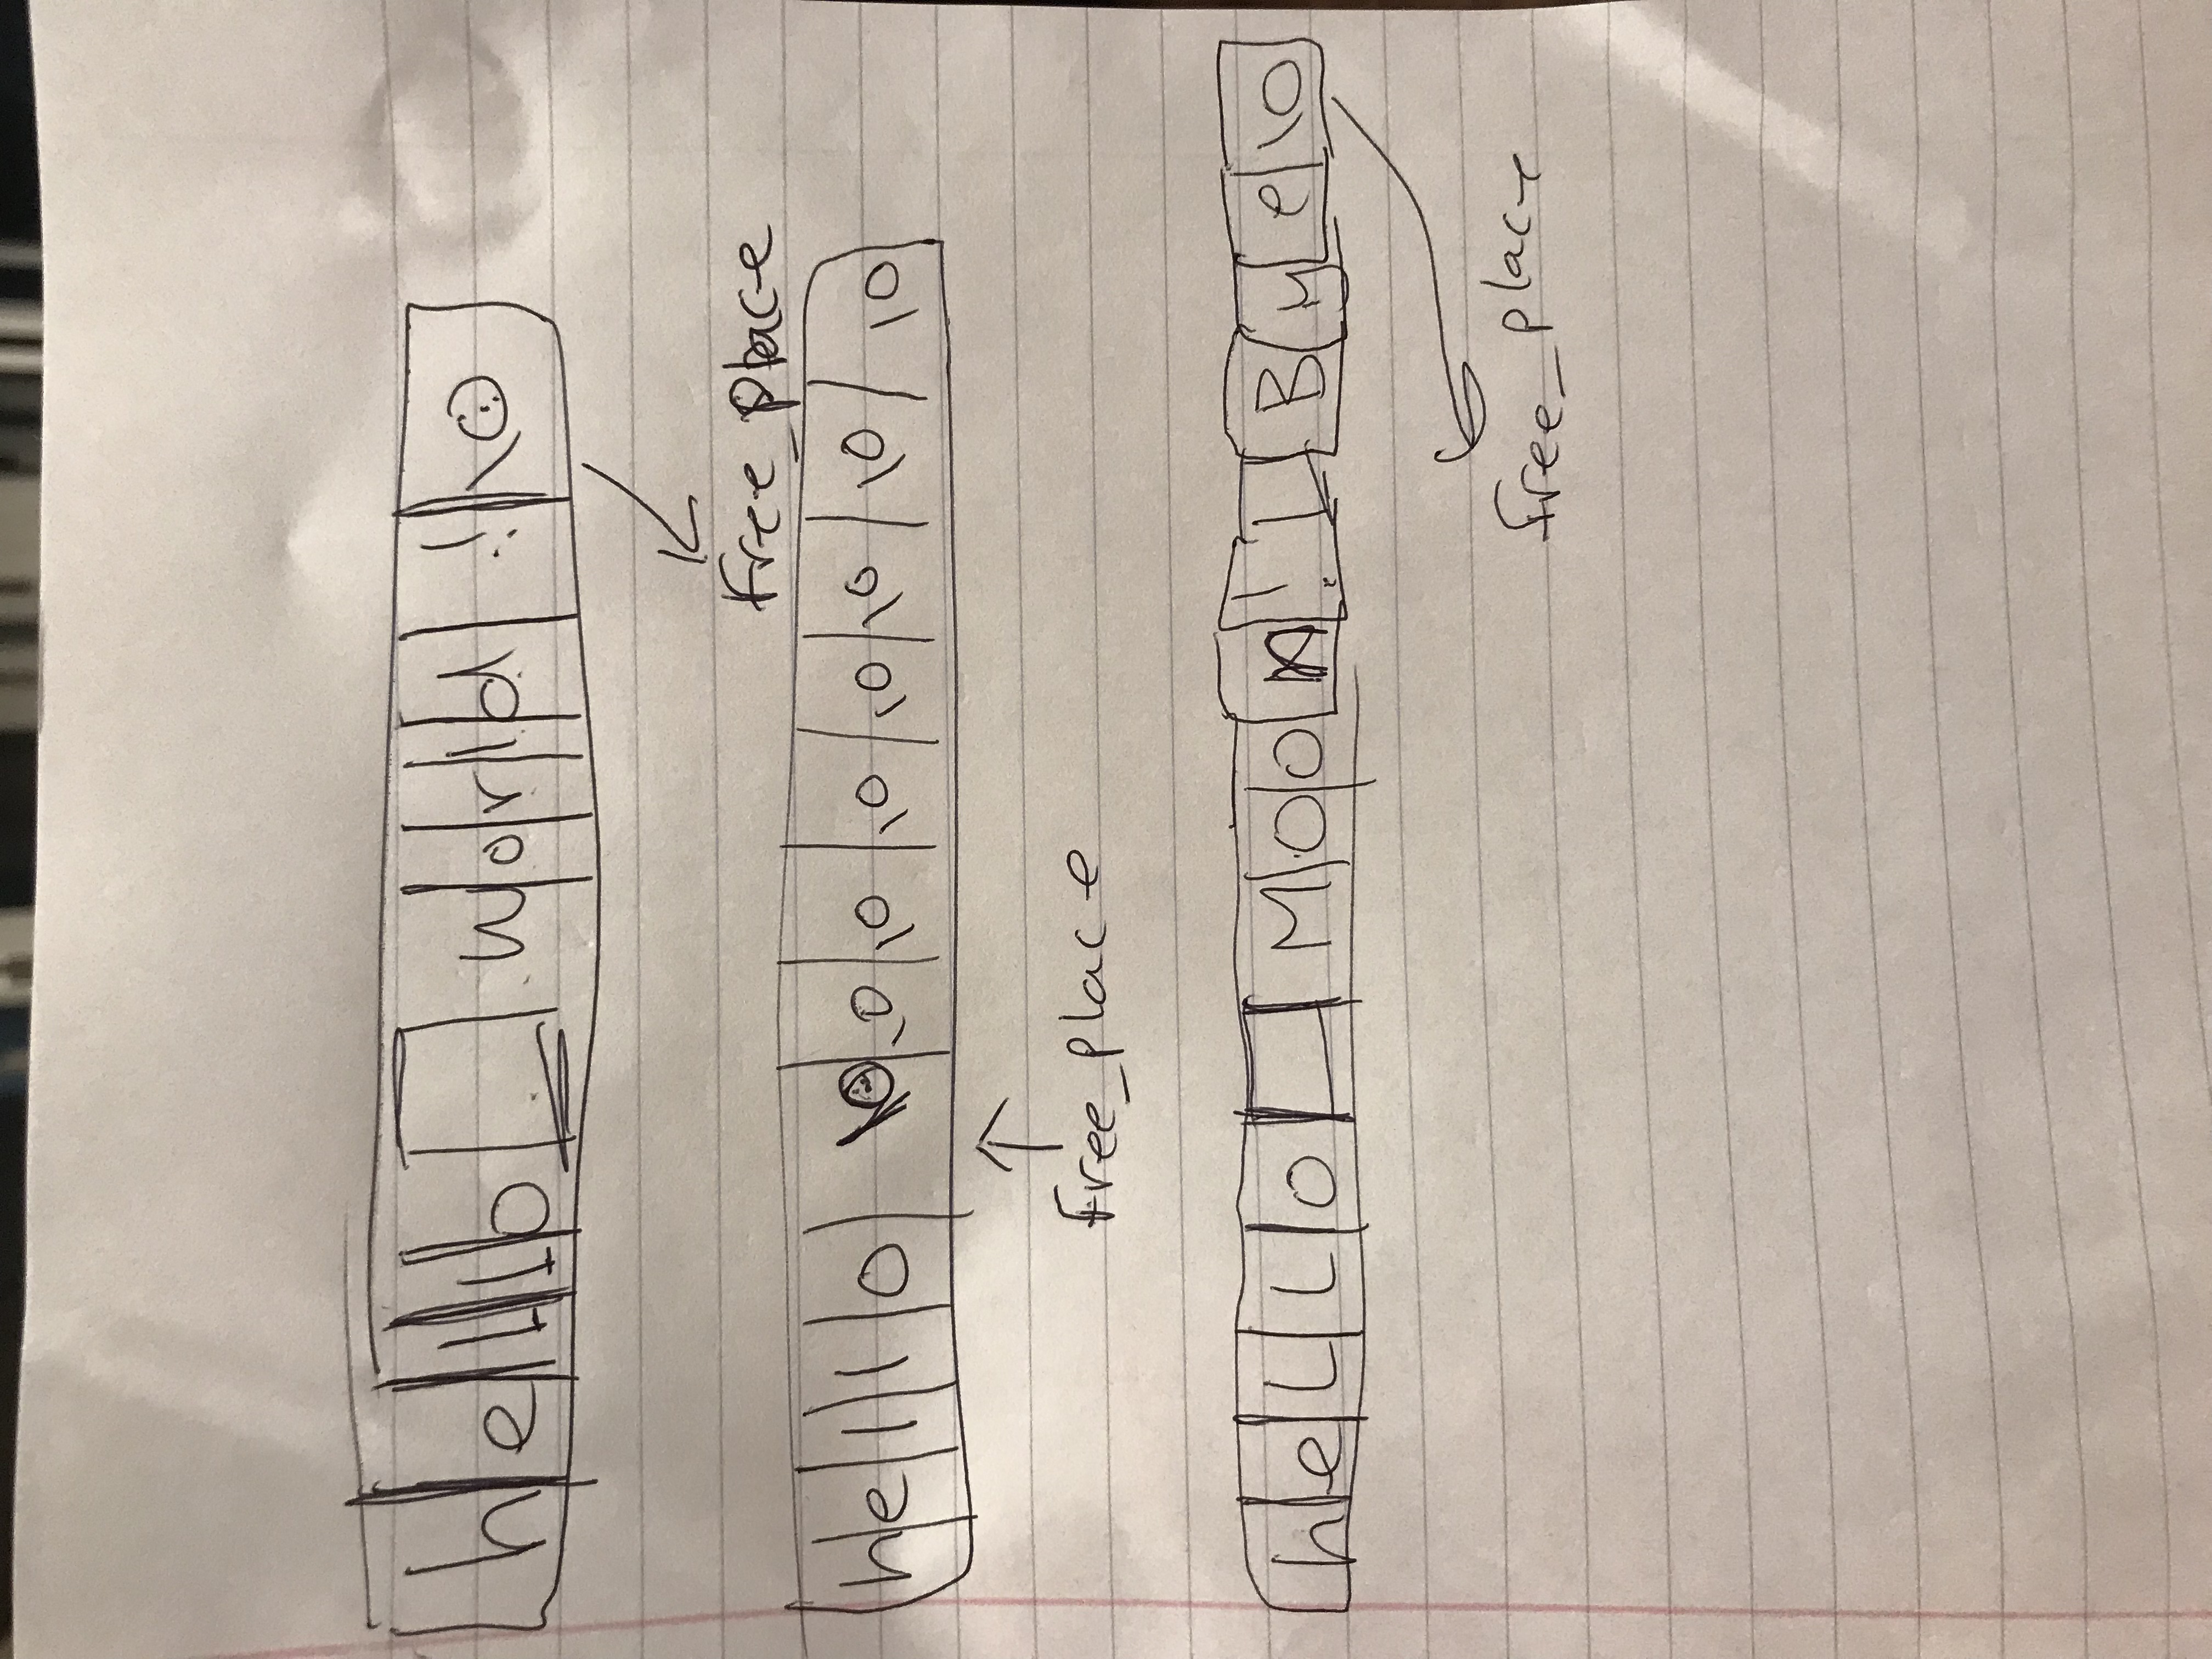 h e l l o _ w o r l d ! \0
free_place
h e l l o \0 \0 \0 \0 \0 \0 \0 \0
free_place
h e L L o M o o n ! B y e \0
free_place